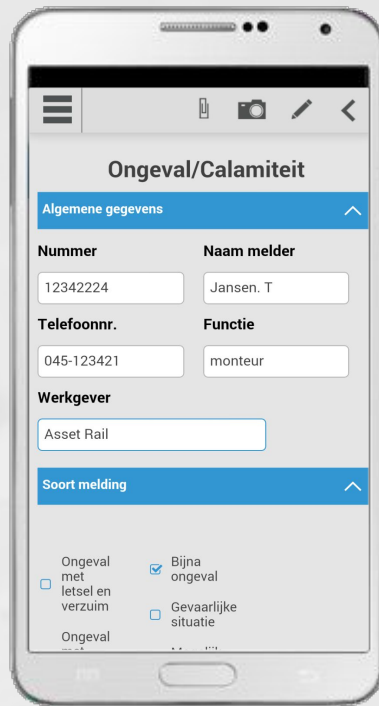 Ongeval/Calamiteit
Algemene gegevens
Nummer Naam melder
12342224 Jansen. T
Telefoonnr. Functie
045-123421 monteur
Werkgever
Asset Rail
Soort melding
Ongeval
met
letsel en
verzuim
Bijna
ongeval
Gevaarlijke
situatie
Ongeval